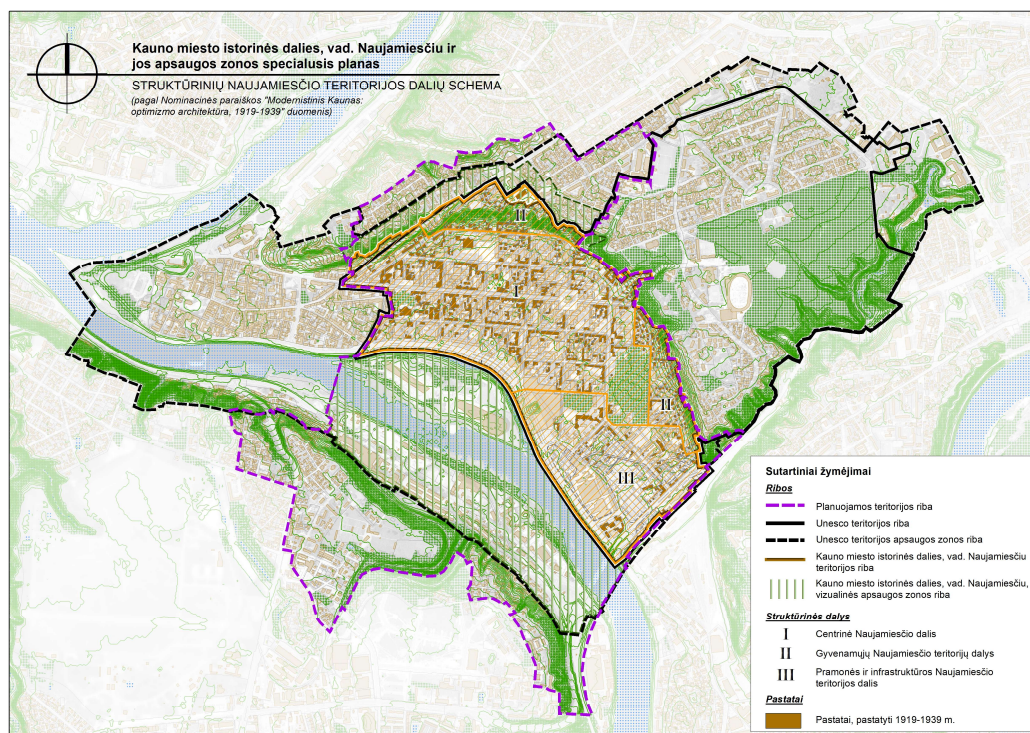 Kauno miesto istorinės dalies, vad. Naujamiesčiu ir
jos apsaugos zonos specialusis planas
STRUKTŪRINIŲ NAUJAMIESČIO TERITORIJOS DALIŲ SCHEMA
(pagal Nominacinės paraiškos "Modernistinis Kaunas:
optimizmo architektūra, 1919-1939" duomenis)
II
I
II
III
Sutartiniai žymėjimai
Ribos
Planuojamos teritorijos riba
Unesco teritorijos riba
Unesco teritorijos apsaugos zonos riba
Kauno miesto istorinės dalies, vad. Naujamiesčiu
teritorijos riba
Kauno miesto istorinės dalies, vad. Naujamiesčiu,
vizualinės apsaugos zonos riba
Struktūrinės dalys
I Centrinė Naujamiesčio dalis
II Gyvenamųjų Naujamiesčio teritorijų dalys
III Pramonės ir infrastruktūros Naujamiesčio
teritorijos dalis
Pastatai
Pastatai, pastatyti 1919-1939 m.